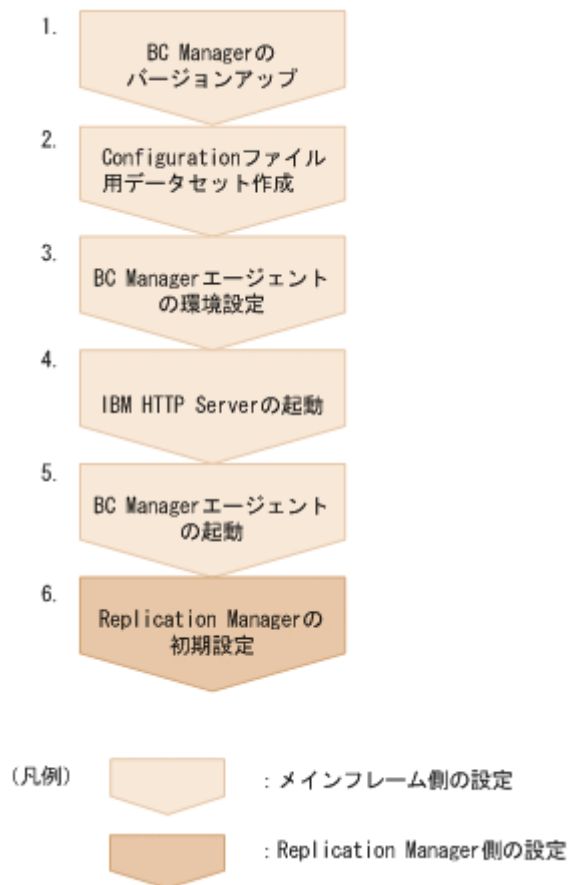 1.
BC Managerの
バージョンアップ
2.
Configurationファイル
用データセット作成
3.
BC Managerエージェント
の環境設定
4.
IBM HTTP Serverの起動
5.
BC Managerエージェント
の起動
6.
Replication Managerの
初期設定
(凡例)
：メインフレーム側の設定
：Replication Manager側の設定